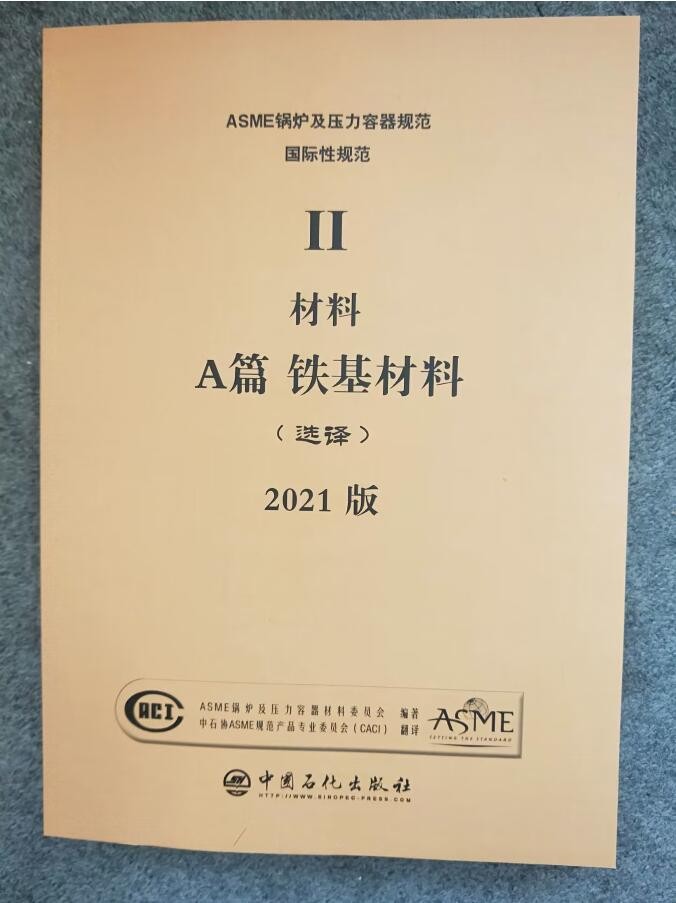 ASME锅炉及压力容器规范
国际性规范
II
材料
A篇 铁基材料
（选译）
2021 版
CACI
ASME锅炉及压力容器材料委员会 编著
中石协ASME规范产品专业委员会（CACI） 翻译
ASME
SETTING THE STANDARD
中国石化出版社
HTTP://WWW.SINOPEC-PRESS.COM